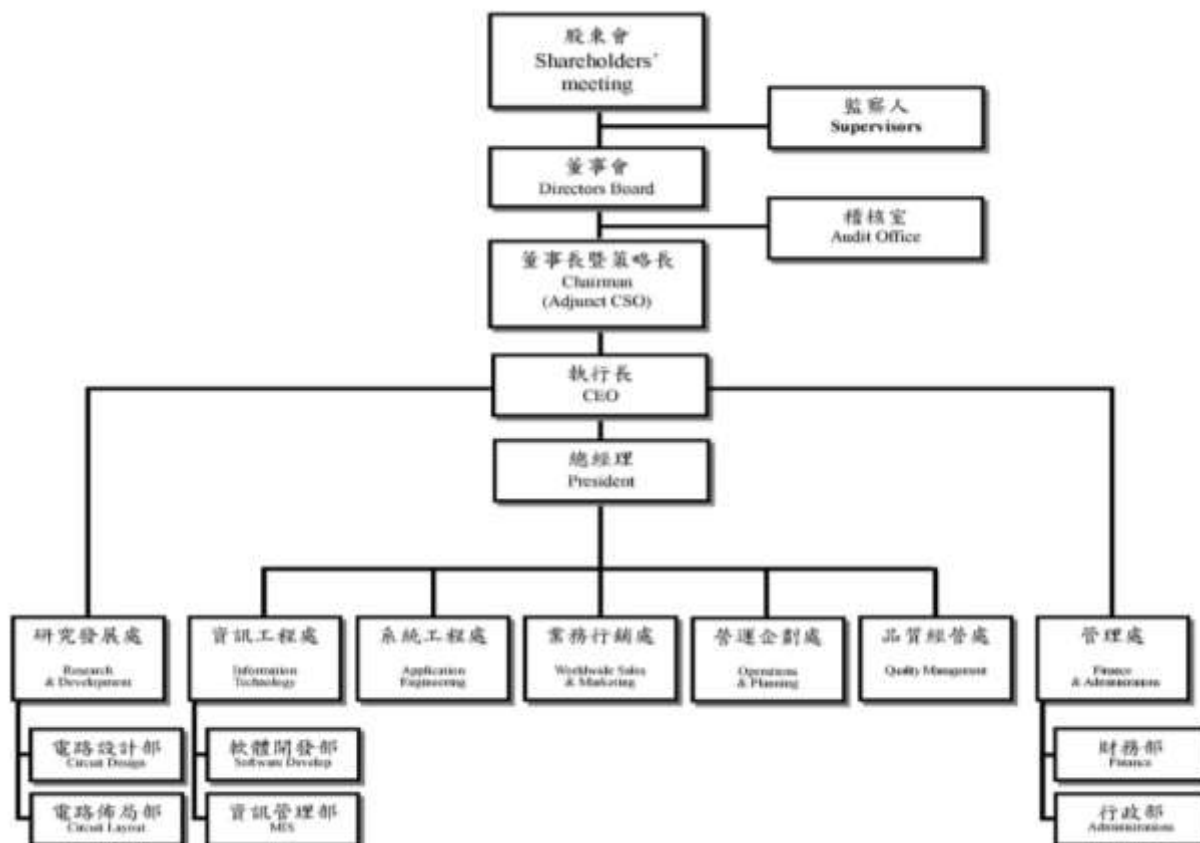 股東會
Shareholders'
meeting
監察人
Supervisors
董事會
Directors Board
稽核室
Audit Office
董事長暨策略長
Chairman
(Adjunct CSO)
執行長
CEO
總經理
President
研究發展處
Research
& Development
資訊工程處
Information
Technology
系統工程處
Application
Engineering
業務行銷處
Worldwide Sales
& Marketing
營運企劃處
Operations
& Planning
品質經營處
Quality Management
管理處
Finance
& Administrations
電路設計部
Circuit Design
軟體開發部
Software Develop
財務部
Finance
電路佈局部
Circuit Layout
資訊管理部
MIS
行政部
Administrations